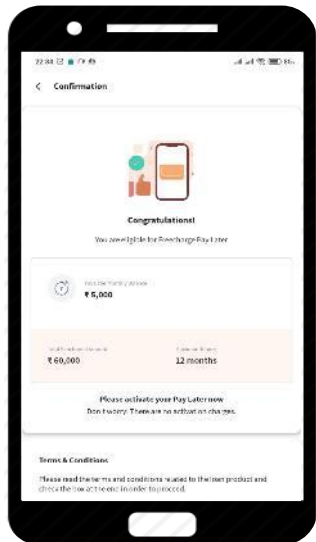 Confirmation
Congratulations!
You are eligible for Freecharge Pay Later
₹ 5,000
₹ 60,000
12 months
Please activate your Pay Later now
Don't worry. There are no activation charges.
Terms & Conditions
Please read the terms and conditions related to the loan product and
check the box at the end in order to proceed.